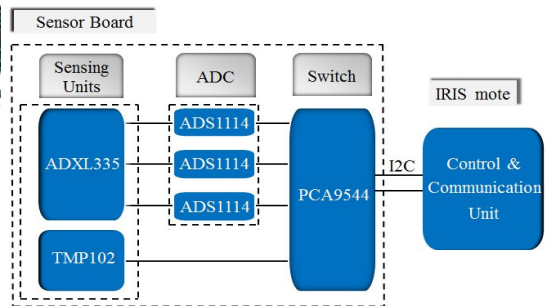 Sensor Board
Sensing
Units
ADC
Switch
IRIS mote
ADXL335
ADS1114
ADS1114
ADS1114
PCA9544
I2C
Control &
Communication
Unit
TMP102